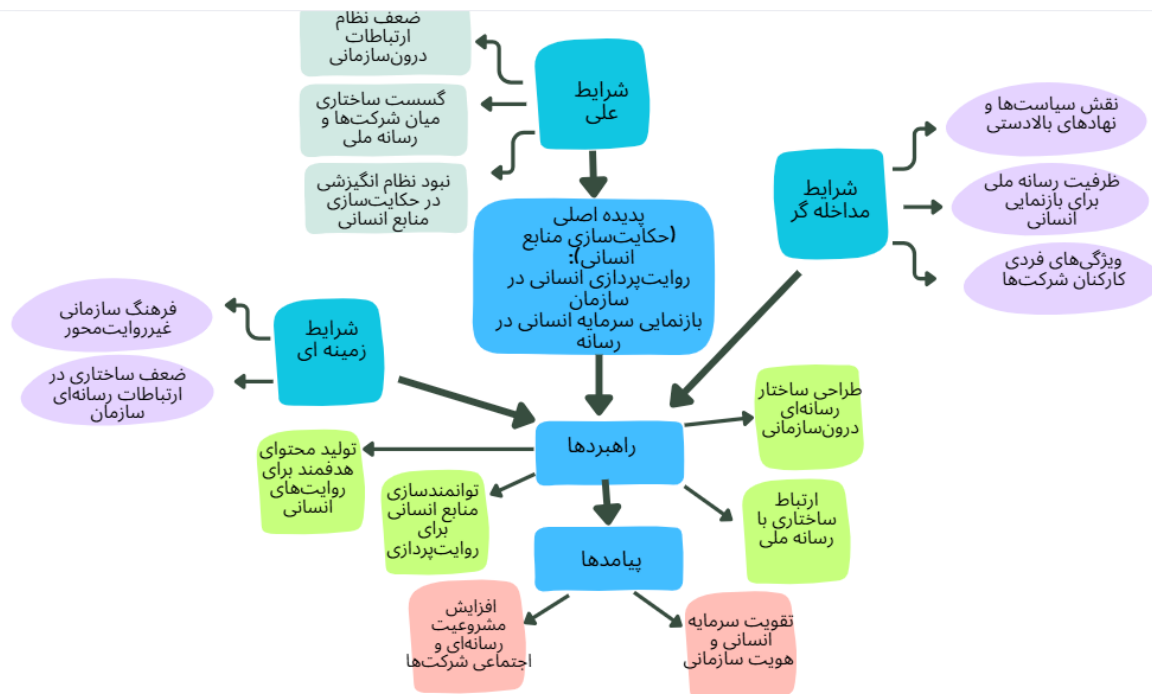 ضعف نظام
ارتباطات
درون‌سازمانی
گسست ساختاری
میان شرکت‌ها و
رسانه ملی
نبود نظام انگیزشی
در حکایت‌سازی
منابع انسانی
شرایط
علی
نقش سیاست‌ها و
نهادهای بالادستی
ظرفیت رسانه ملی
برای بازنمایی
انسانی
ویژگی‌های فردی
کارکنان شرکت‌ها
شرایط
مداخله گر
پدیده اصلی
(حکایت‌سازی منابع
انسانی):
روایت‌پردازی انسانی در
سازمان
بازنمایی سرمایه انسانی در
رسانه
شرایط
زمینه ای
فرهنگ سازمانی
غیرروایت‌محور
ضعف ساختاری در
ارتباطات رسانه‌ای
سازمان
راهبردها
طراحی ساختار
رسانه‌ای
درون‌سازمانی
ارتباط
ساختاری با
رسانه ملی
توانمندسازی
منابع انسانی
برای
روایت‌پردازی
تولید محتوای
هدفمند برای
روایت‌های
انسانی
پیامدها
تقویت سرمایه
انسانی و
هویت سازمانی
افزایش
مشروعیت
رسانه‌ای و
اجتماعی شرکت‌ها